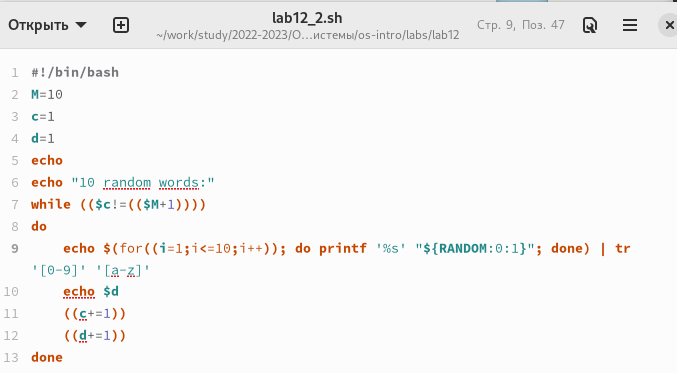 Открыть
lab12_2.sh
~/work/study/2022-2023/О…истемы/os-intro/labs/lab12
Стр. 9, Поз. 47
1 #!/bin/bash
2 M=10
3 c=1
4 d=1
5 echo
6 echo "10 random words:"
7 while (($c!=(($M+1))))
8 do
9     echo $(for((i=1;i<=10;i++)); do printf '%s' "${RANDOM:0:1}"; done) | tr
'[0-9]' '[a-z]'
10     echo $d
11     ((c+=1))
12     ((d+=1))
13 done